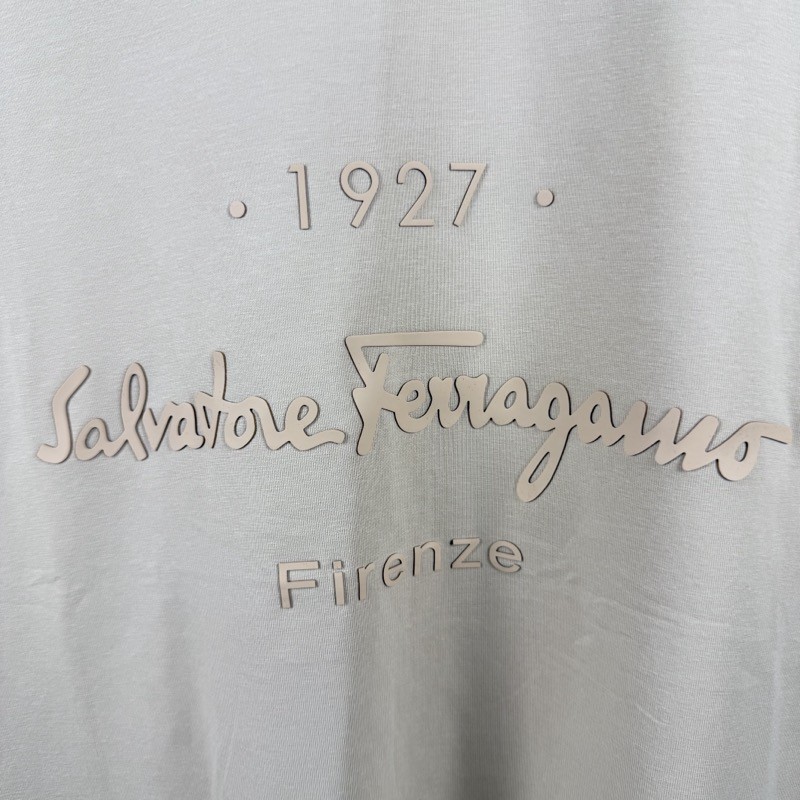 · 1927 ·
Salvatore Ferragamo
Firenze